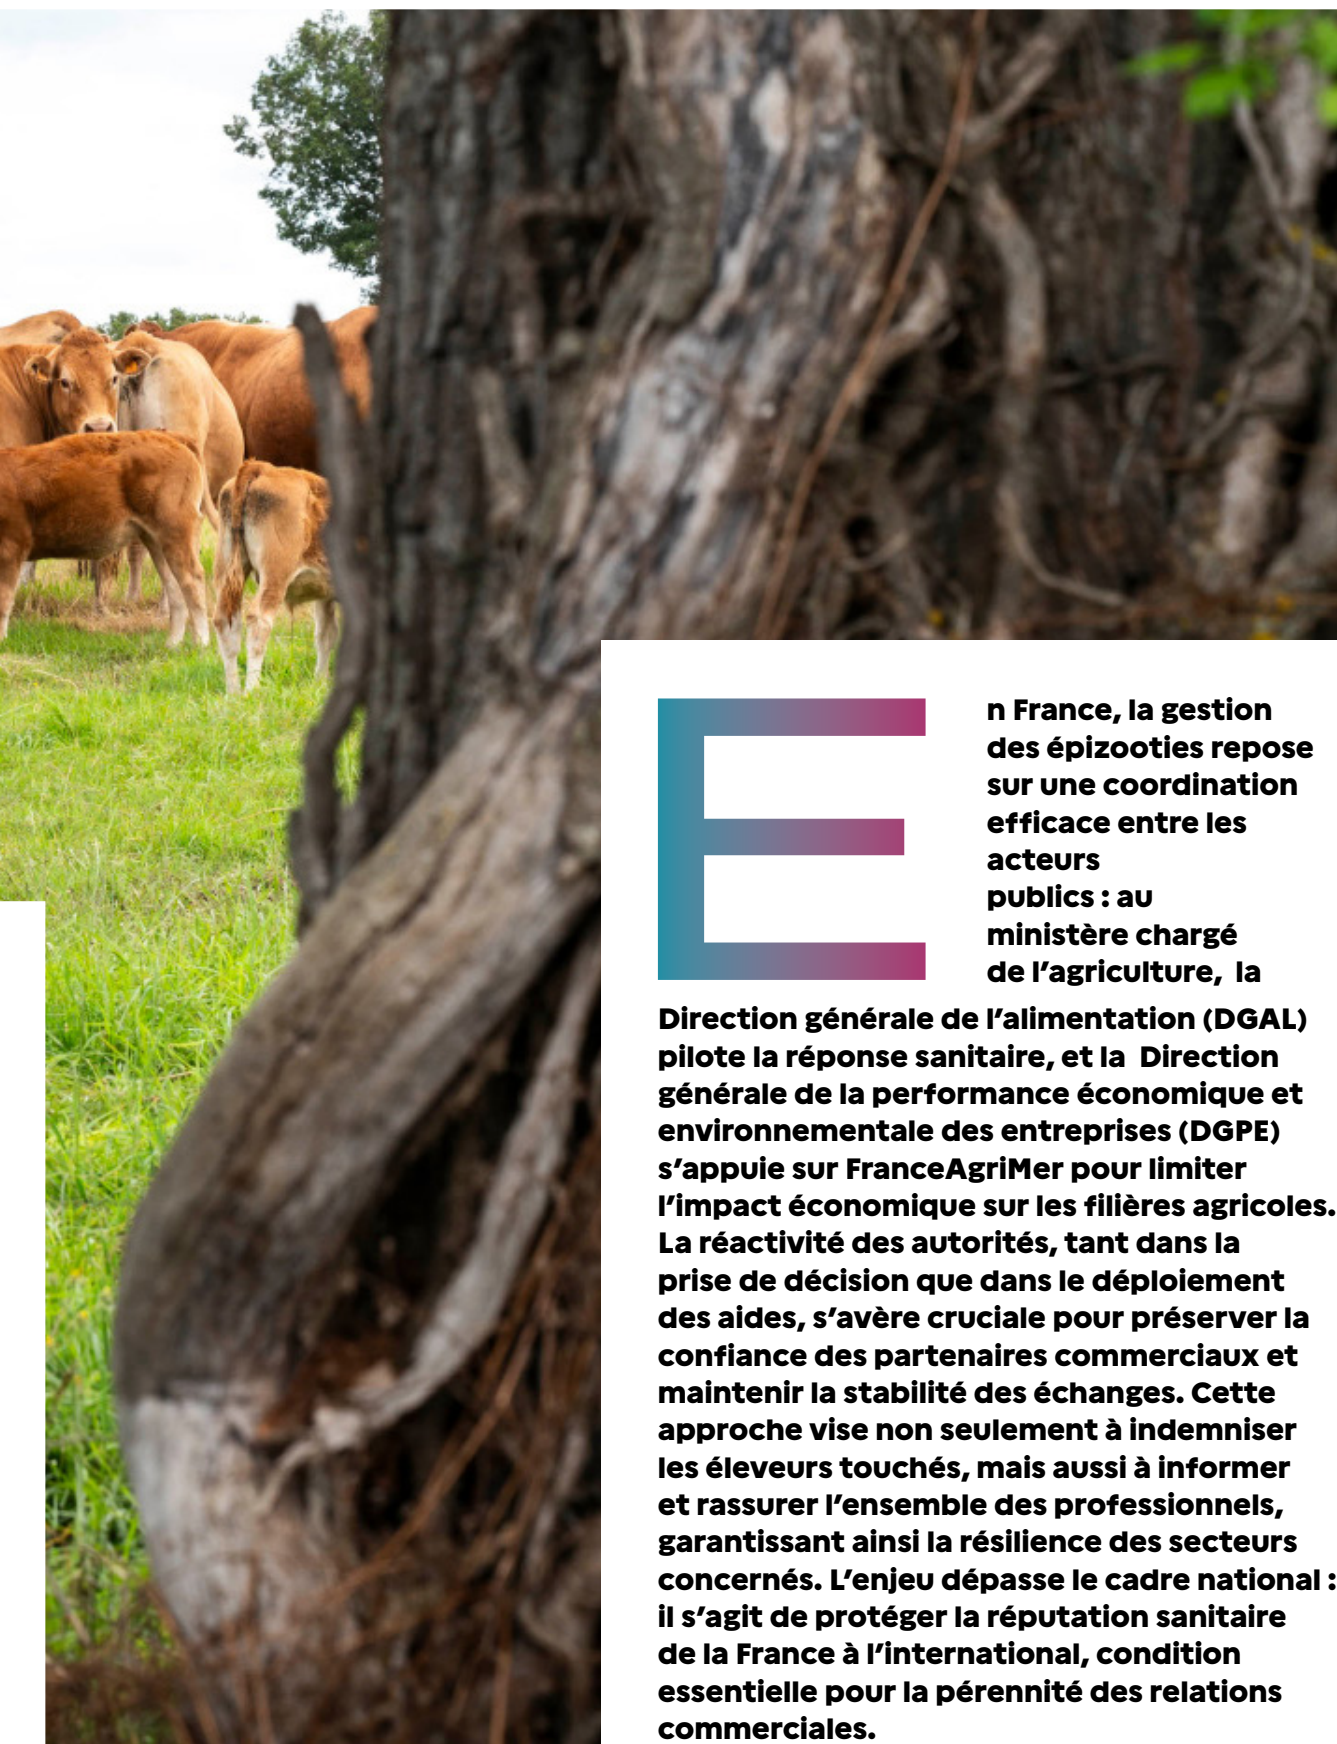 En France, la gestion
des épizooties repose
sur une coordination
efficace entre les
acteurs
publics : au
ministère chargé
de l'agriculture, la
Direction générale de l'alimentation (DGAL)
pilote la réponse sanitaire, et la Direction
générale de la performance économique et
environnementale des entreprises (DGPE)
s'appuie sur FranceAgriMer pour limiter
l'impact économique sur les filières agricoles.
La réactivité des autorités, tant dans la
prise de décision que dans le déploiement
des aides, s'avère cruciale pour préserver la
confiance des partenaires commerciaux et
maintenir la stabilité des échanges. Cette
approche vise non seulement à indemniser
les éleveurs touchés, mais aussi à informer
et rassurer l'ensemble des professionnels,
garantissant ainsi la résilience des secteurs
concernés. L'enjeu dépasse le cadre national :
il s'agit de protéger la réputation sanitaire
de la France à l'international, condition
essentielle pour la pérennité des relations
commerciales.